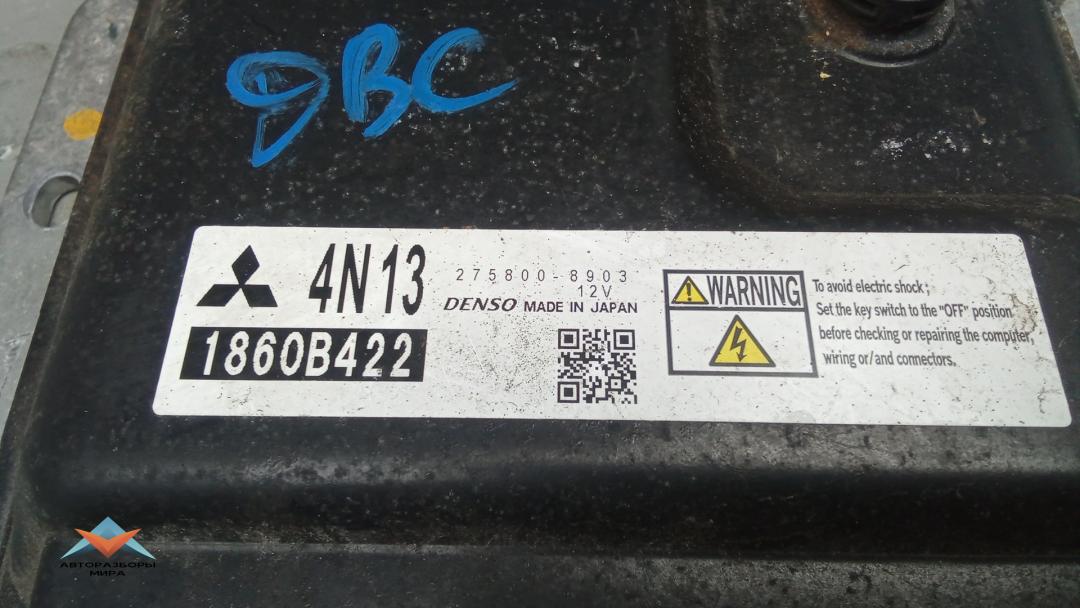 9BC
4N13
1860B422
275800-8903
12V
DENSO MADE IN JAPAN
WARNING
To avoid electric shock;
Set the key switch to the "OFF" position
before checking or repairing the computer,
wiring or/and connectors.
АВТОРАЗБОРЫ
МИРА